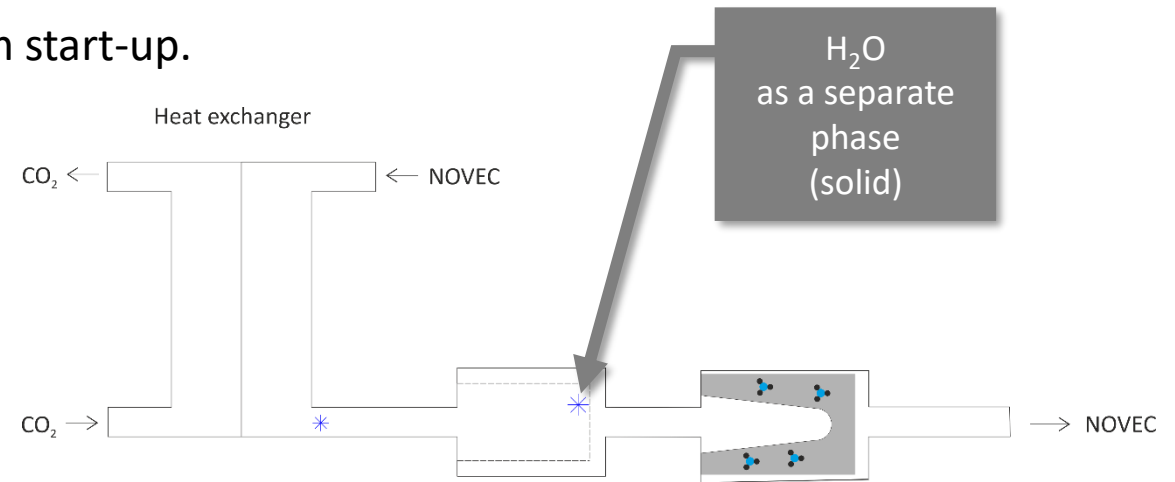 start-up.
H₂O
as a separate
phase
(solid)
Heat exchanger
CO₂
NOVEC
CO₂
NOVEC